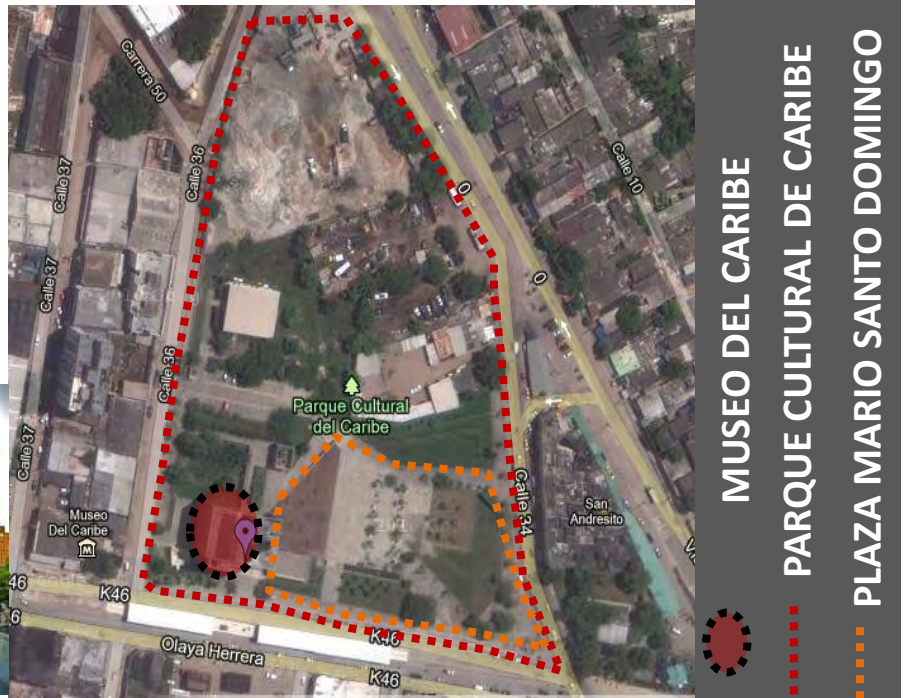 Carrera 50
Calle 37
Calle 36
Calle 10
0
Calle 37
0
Calle 36
Parque Cultural
del Caribe
Calle 37
Calle 34
San
Andresito
Museo
Del Caribe
46
K46
6
K46
Olaya Herrera
K46
MUSEO DEL CARIBE
PARQUE CULTURAL DE CARIBE
PLAZA MARIO SANTO DOMINGO